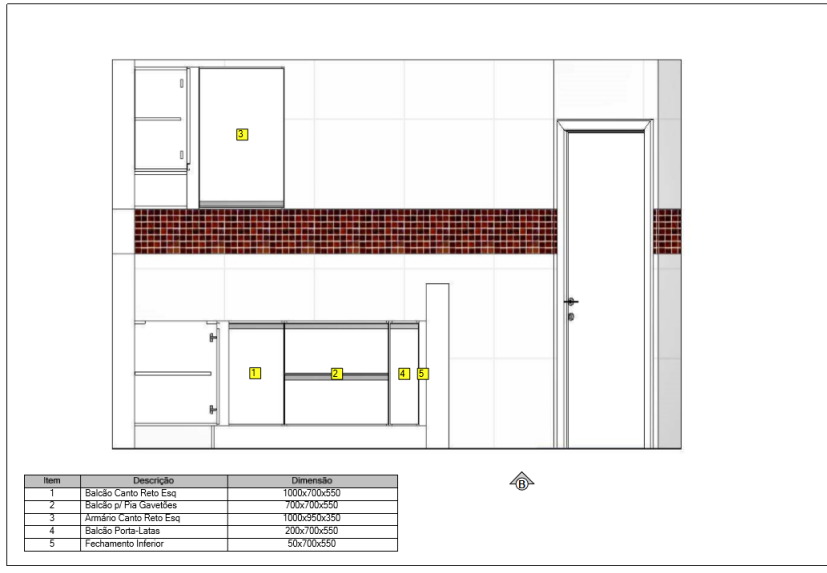 3
1
2
4
5
B
Item Descrição Dimensão
1 Balcão Canto Reto Esq 1000x700x550
2 Balcão p/ Pia Gavetões 700x700x550
3 Armário Canto Reto Esq 1000x950x350
4 Balcão Porta-Latas 200x700x550
5 Fechamento Inferior 50x700x550